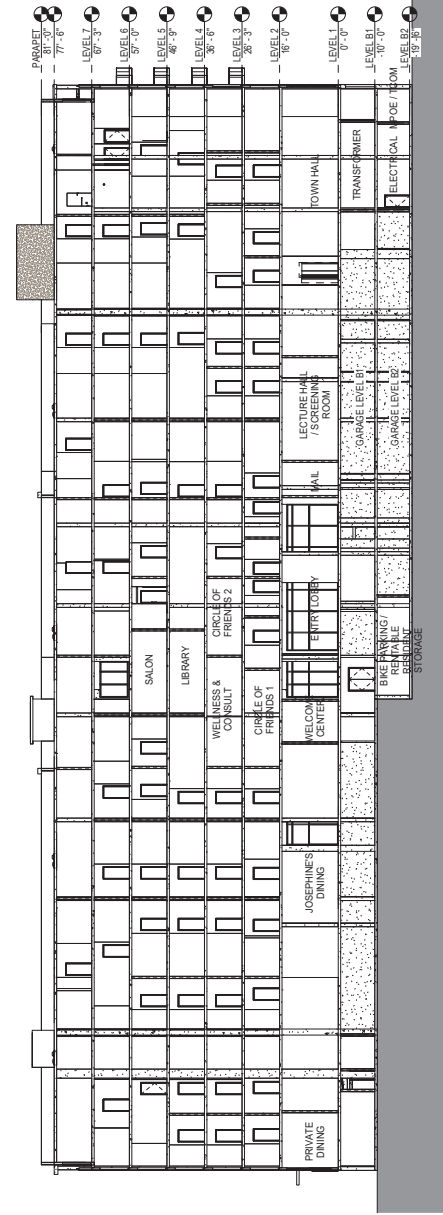 PARAPET
81' - 0"
77' - 6"
LEVEL 7
67' - 3"
LEVEL 6
57' - 0"
LEVEL 5
46' - 9"
LEVEL 4
36' - 6"
LEVEL 3
26' - 3"
LEVEL 2
16' - 0"
LEVEL 1
0' - 0"
LEVEL B1
-10' - 0"
LEVEL B2
-19' - 6"
SALON
LIBRARY
WELLNESS &
CONSULT
CIRCLE OF
FRIENDS 2
CIRCLE OF
FRIENDS 1
PRIVATE
DINING
JOSEPHINE'S
DINING
WELCOME
CENTER
ENTRY LOBBY
MAIL
LECTURE HALL
/ SCREENING
ROOM
TOWN HALL
GARAGE LEVEL B1
TRANSFORMER
BIKE PARKING /
RENTABLE
RESIDENT
STORAGE
GARAGE LEVEL B2
ELECTRICAL
MPOE / TCOM